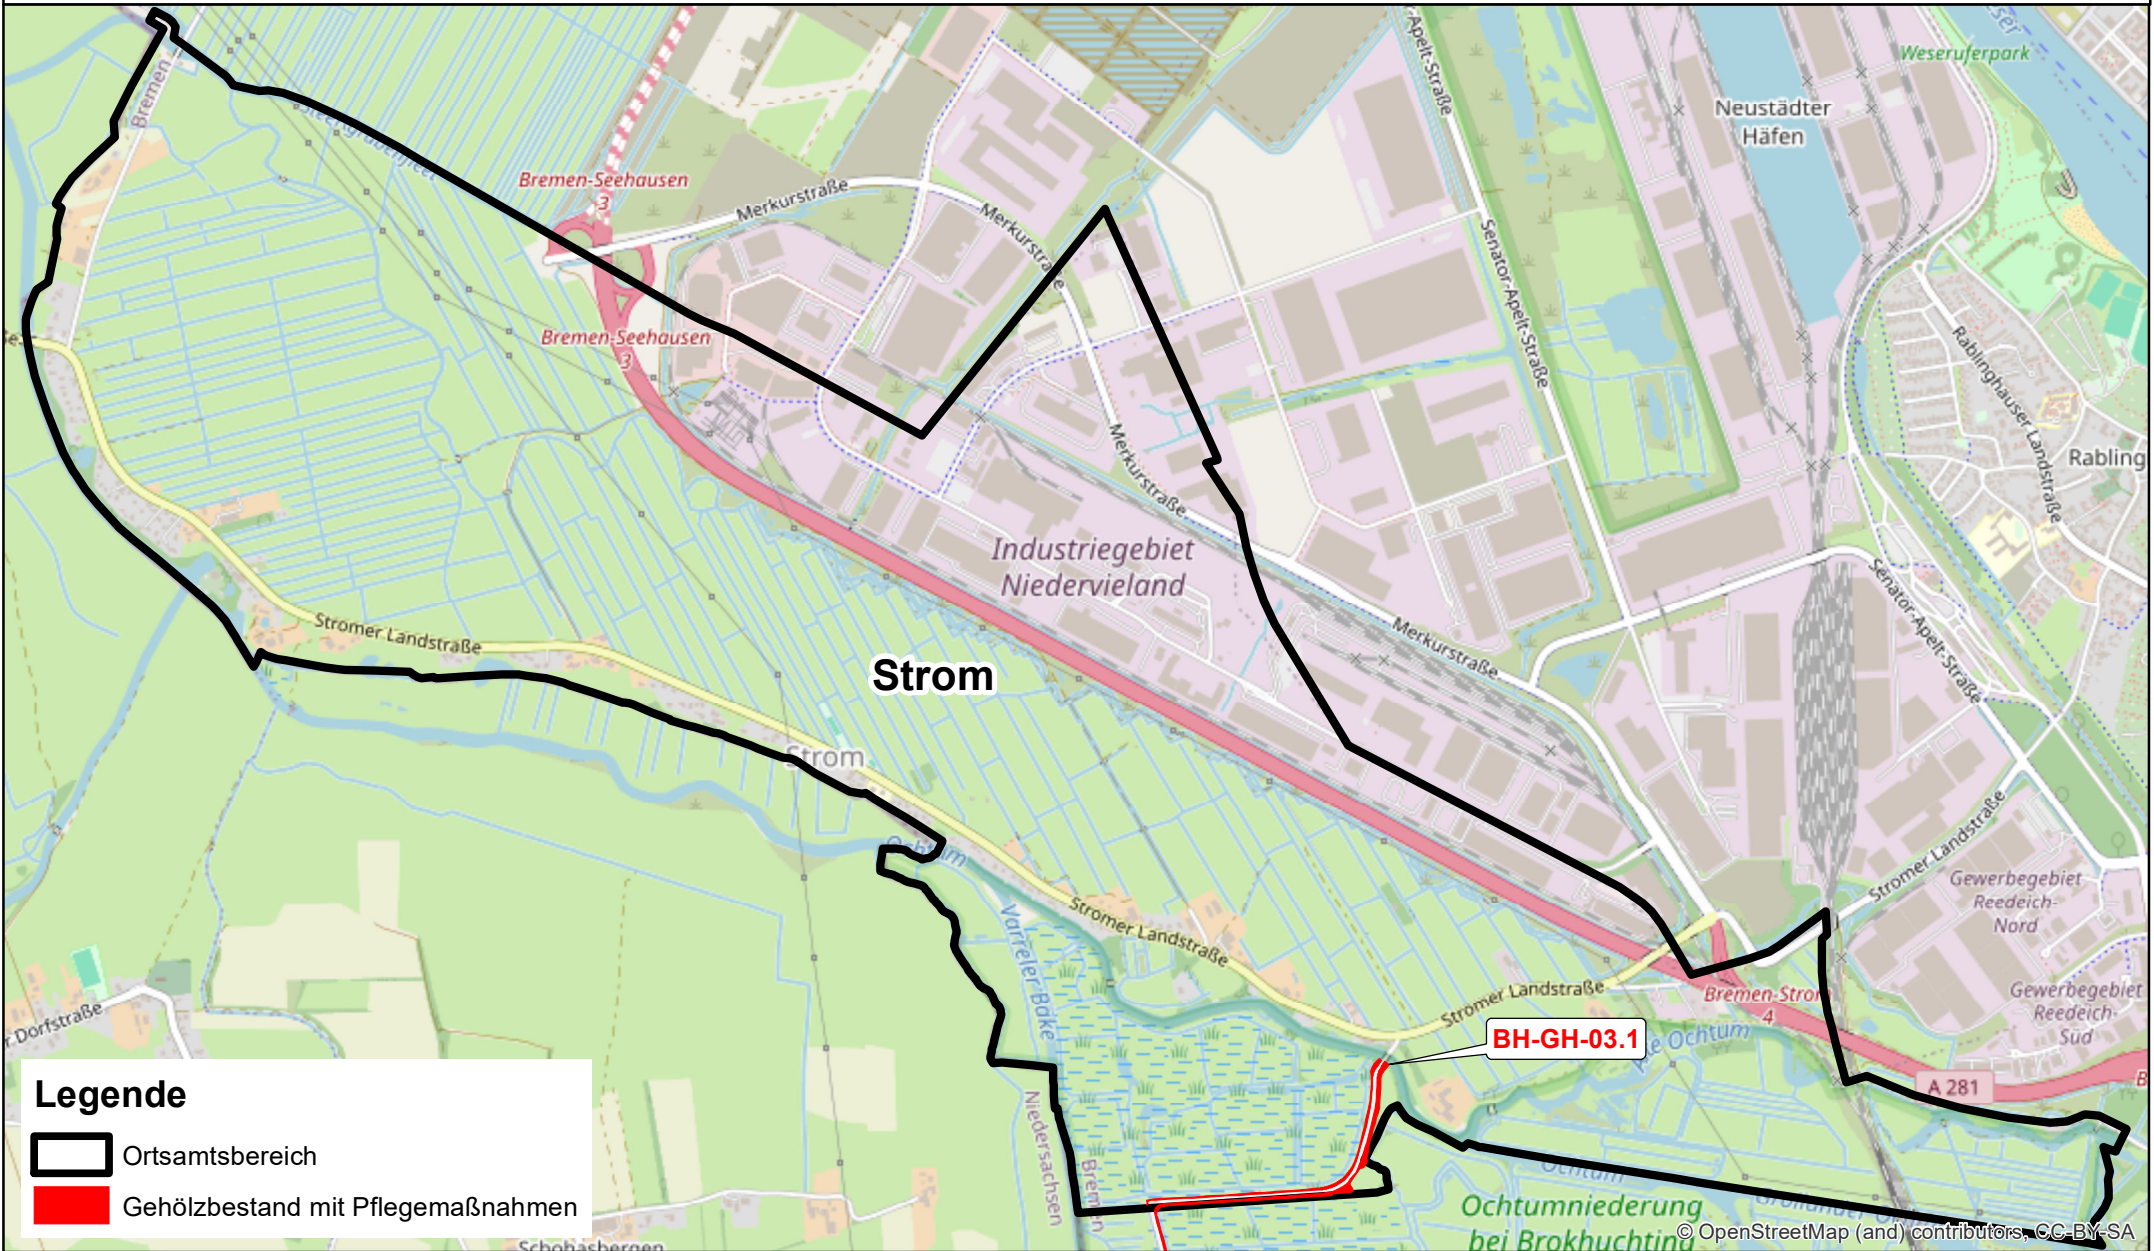 Weseruferpark
Neustädter
Häfen
Bremen
-Apelt-Straße
Bremen-Seehausen
3
Merkurstraße
Merkurstraße
Senator-Apelt-Straße
Bremen-Seehausen
3
Rablinghauser Landstraße
Rabling
Merkurstraße
Industriegebiet
Niedervieland
Stromer Landstraße
Merkurstraße
Senator-Apelt-Straße
Strom
Strom
Ochtum
Stromer Landstraße
Gewerbegebiet
Reedeich-
Nord
Varreler Bäke
Stromer Landstraße
Stromer Landstraße
Bremen-Strom
4
Gewerbegebiet
Reedeich-
Süd
r Dorfstraße
BH-GH-03.1
Alte Ochtum
A 281
B
Niedersachsen
Bremen
Legende
Ortsamtsbereich
Gehölzbestand mit Pflegemaßnahmen
Ochtum
Ochtumniederung
bei Brokhuchting
Schohasbergen
© OpenStreetMap (and) contributors, CC-BY-SA